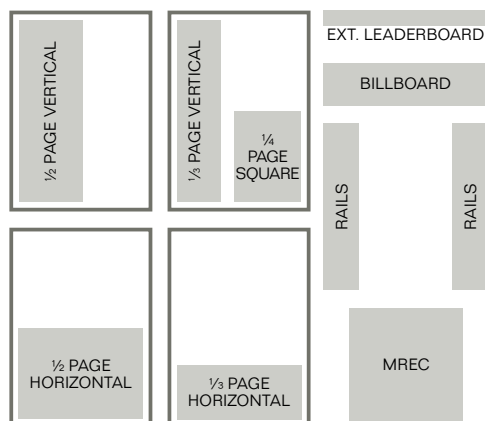 ½ PAGE VERTICAL
⅓ PAGE VERTICAL
¼
PAGE
SQUARE
EXT. LEADERBOARD
BILLBOARD
RAILS
RAILS
½ PAGE
HORIZONTAL
⅓ PAGE
HORIZONTAL
MREC